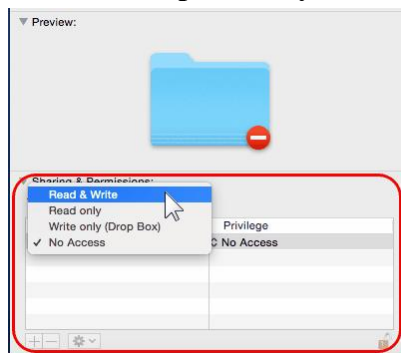 Preview:
Sharing & Permissions:
Read & Write
Read only
Write only (Drop Box)
No Access
Privilege
No Access